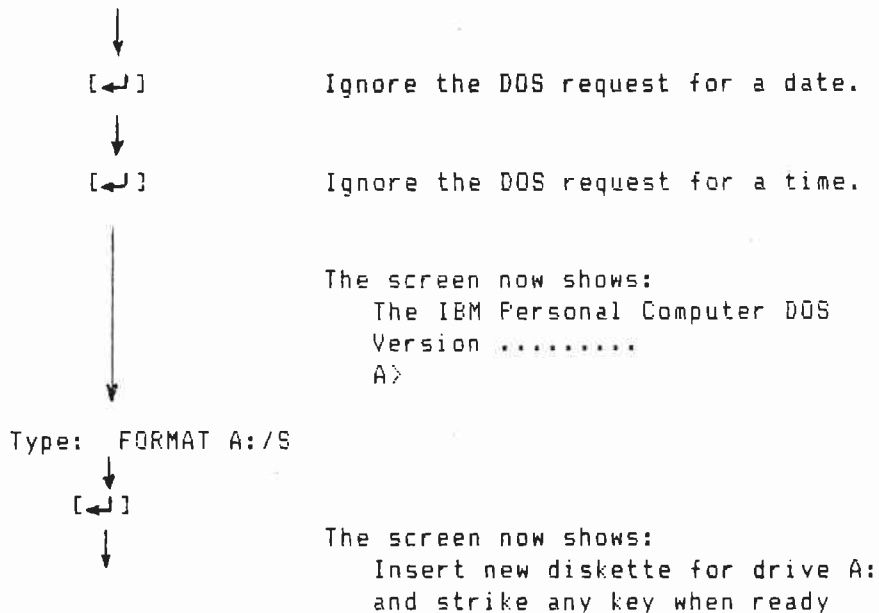 [↵] Ignore the DOS request for a date.
[↵] Ignore the DOS request for a time.
The screen now shows:
The IBM Personal Computer DOS
Version .........
A>
Type: FORMAT A:/S
[↵]
The screen now shows:
Insert new diskette for drive A:
and strike any key when ready